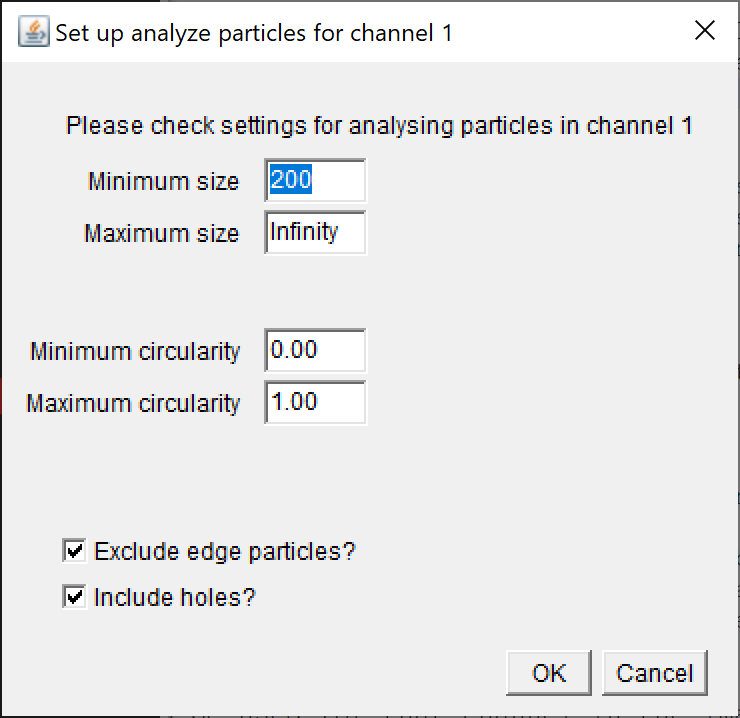 Set up analyze particles for channel 1
Please check settings for analysing particles in channel 1
Minimum size 200
Maximum size Infinity
Minimum circularity 0.00
Maximum circularity 1.00
Exclude edge particles?
Include holes?
OK Cancel